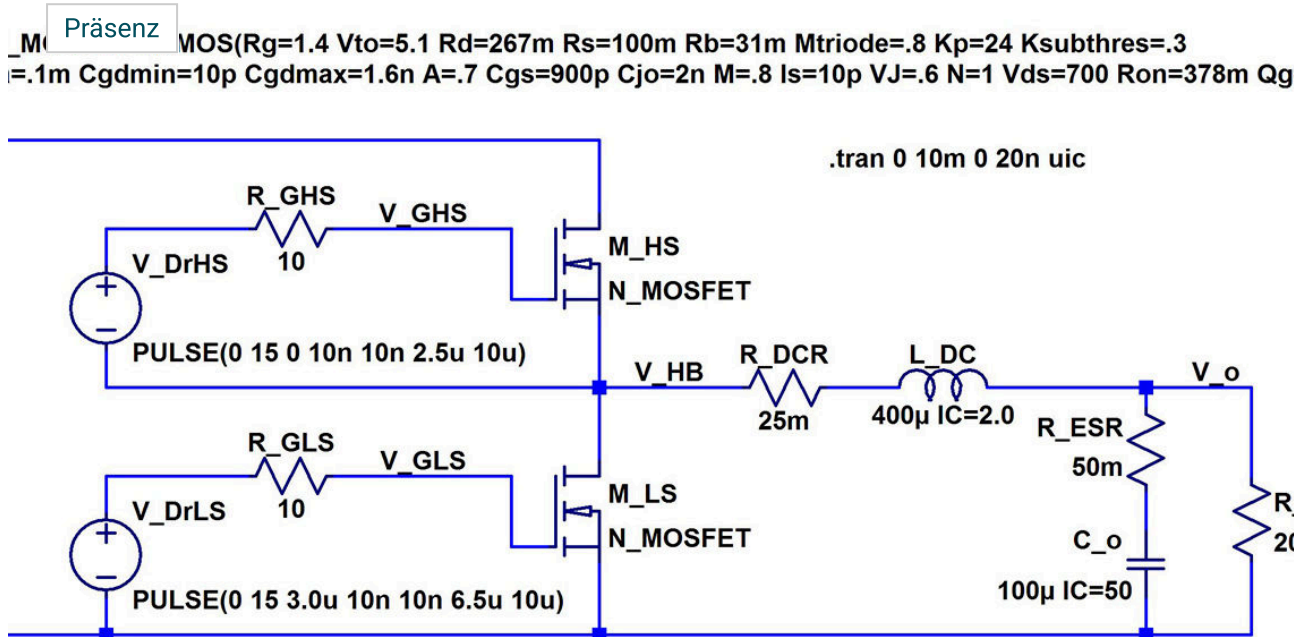 Präsenz
MOS(Rg=1.4 Vto=5.1 Rd=267m Rs=100m Rb=31m Mtriode=.8 Kp=24 Ksubthres=.3
=.1m Cgdmin=10p Cgdmax=1.6n A=.7 Cgs=900p Cjo=2n M=.8 Is=10p VJ=.6 N=1 Vds=700 Ron=378m Qg
.tran 0 10m 0 20n uic
R_GHS
V_GHS
10
V_DrHS
M_HS
N_MOSFET
PULSE(0 15 0 10n 10n 2.5u 10u)
V_HB
R_DCR
25m
L_DC
400µ IC=2.0
V_o
R_ESR
50m
R_GLS
V_GLS
10
V_DrLS
M_LS
N_MOSFET
PULSE(0 15 3.0u 10n 10n 6.5u 10u)
C_o
100µ IC=50
R_
20